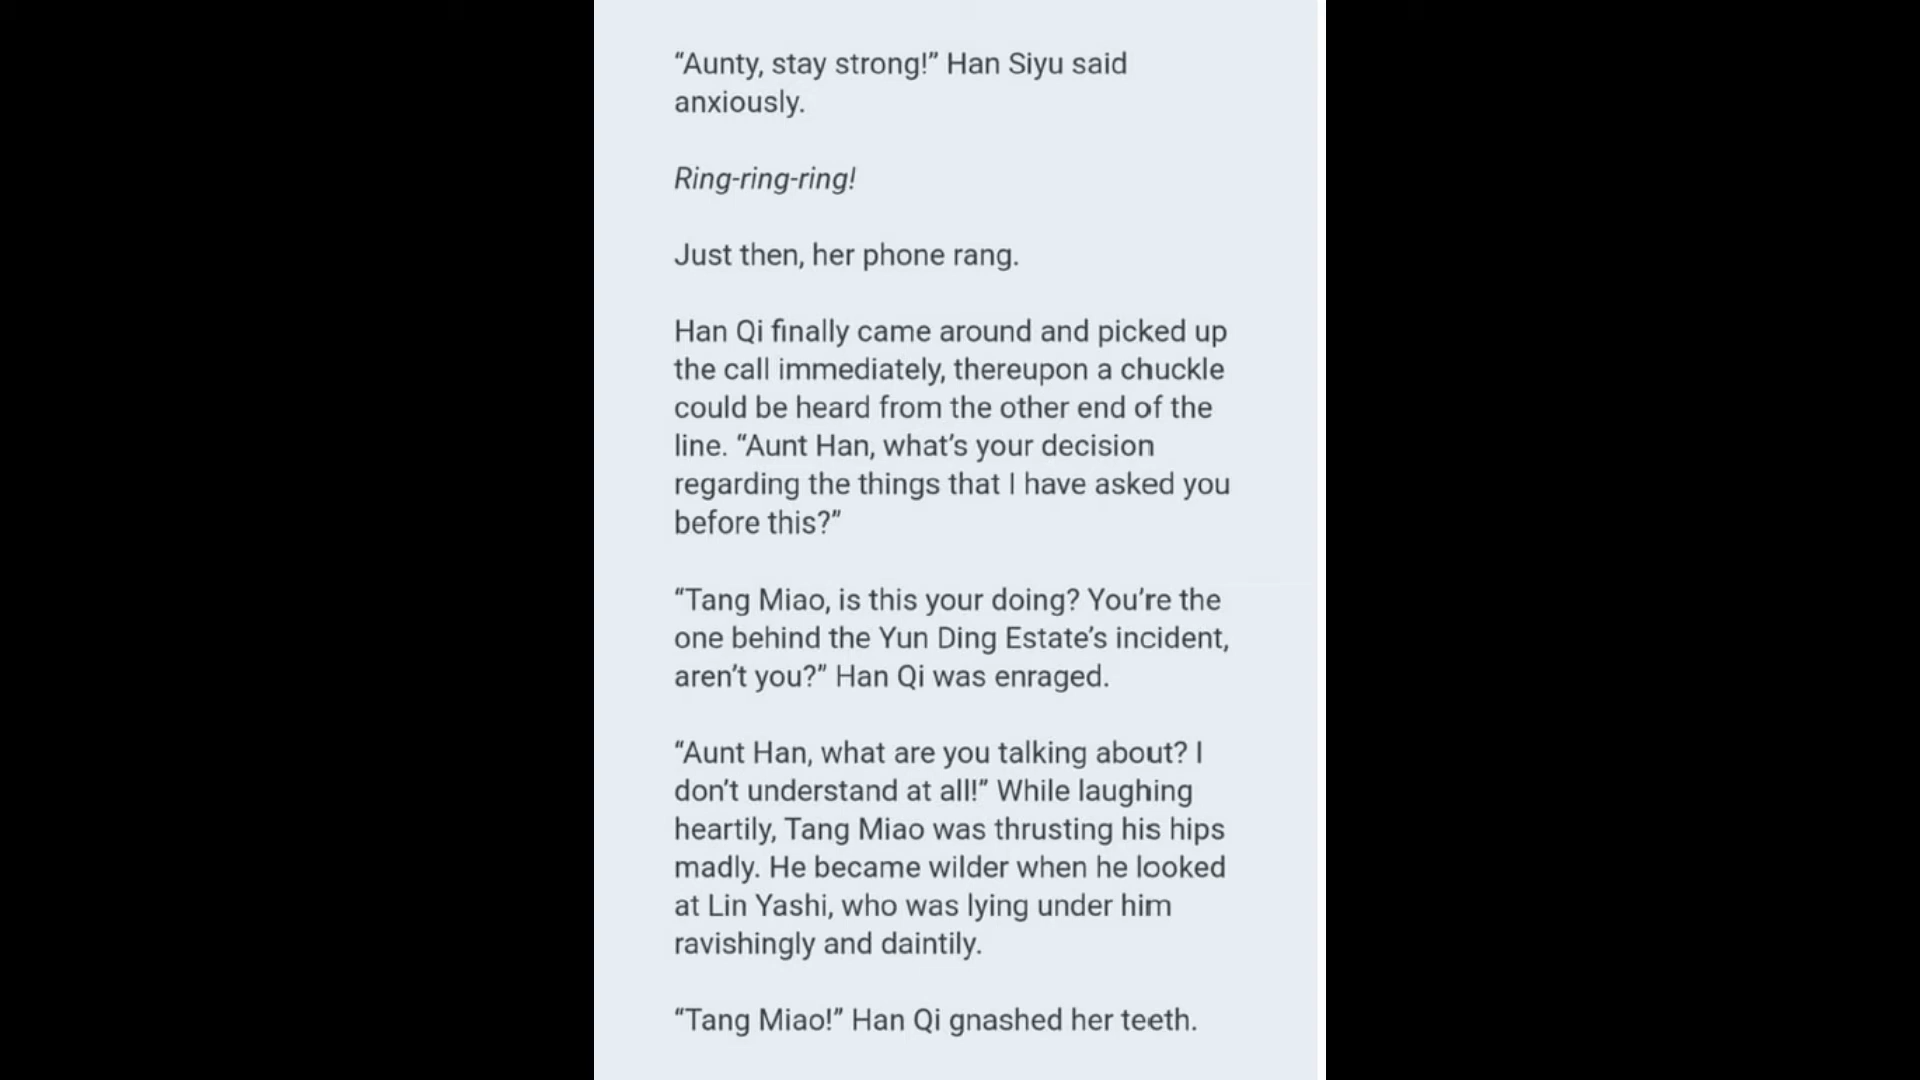 “Aunty, stay strong!” Han Siyu said
anxiously.
Ring-ring-ring!
Just then, her phone rang.
Han Qi finally came around and picked up
the call immediately, thereupon a chuckle
could be heard from the other end of the
line. “Aunt Han, what’s your decision
regarding the things that I have asked you
before this?”
“Tang Miao, is this your doing? You’re the
one behind the Yun Ding Estate’s incident,
aren’t you?” Han Qi was enraged.
“Aunt Han, what are you talking about? I
don’t understand at all!” While laughing
heartily, Tang Miao was thrusting his hips
madly. He became wilder when he looked
at Lin Yashi, who was lying under him
ravishingly and daintily.
“Tang Miao!” Han Qi gnashed her teeth.